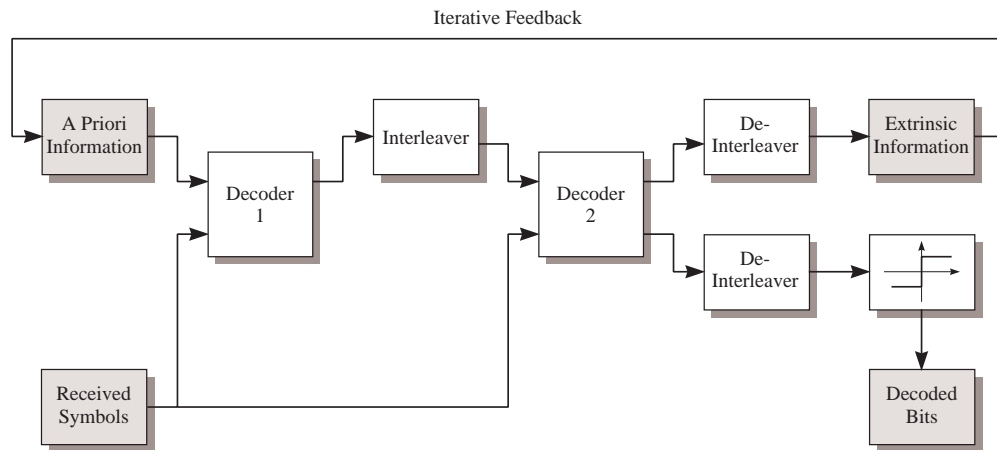 Iterative Feedback
A Priori
Information
Interleaver
De-
Interleaver
Extrinsic
Information
Decoder
1
Decoder
2
De-
Interleaver
Received
Symbols
Decoded
Bits